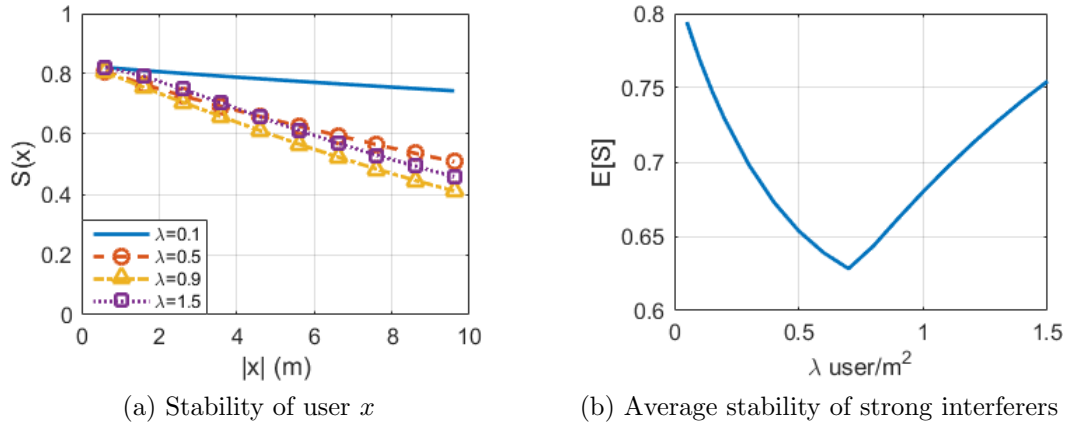 1
0.8
0.6
0.4
0.2
0
S(x)
λ=0.1
λ=0.5
λ=0.9
λ=1.5
0 2 4 6 8 10
|x| (m)
(a) Stability of user x
0.8
0.75
0.7
0.65
0.6
E[S]
0 0.5 1 1.5
λ user/m²
(b) Average stability of strong interferers